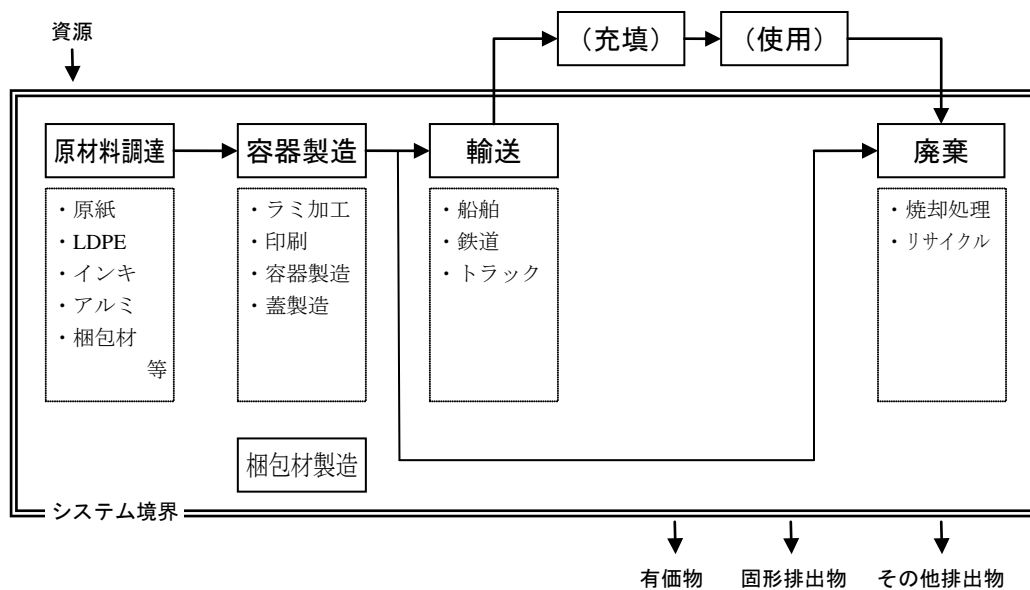 資源
（充填）
（使用）
原材料調達
容器製造
輸送
廃棄
・原紙
・LDPE
・インキ
・アルミ
・梱包材
等
・ラミ加工
・印刷
・容器製造
・蓋製造
・船舶
・鉄道
・トラック
・焼却処理
・リサイクル
梱包材製造
システム境界
有価物
固形排出物
その他排出物